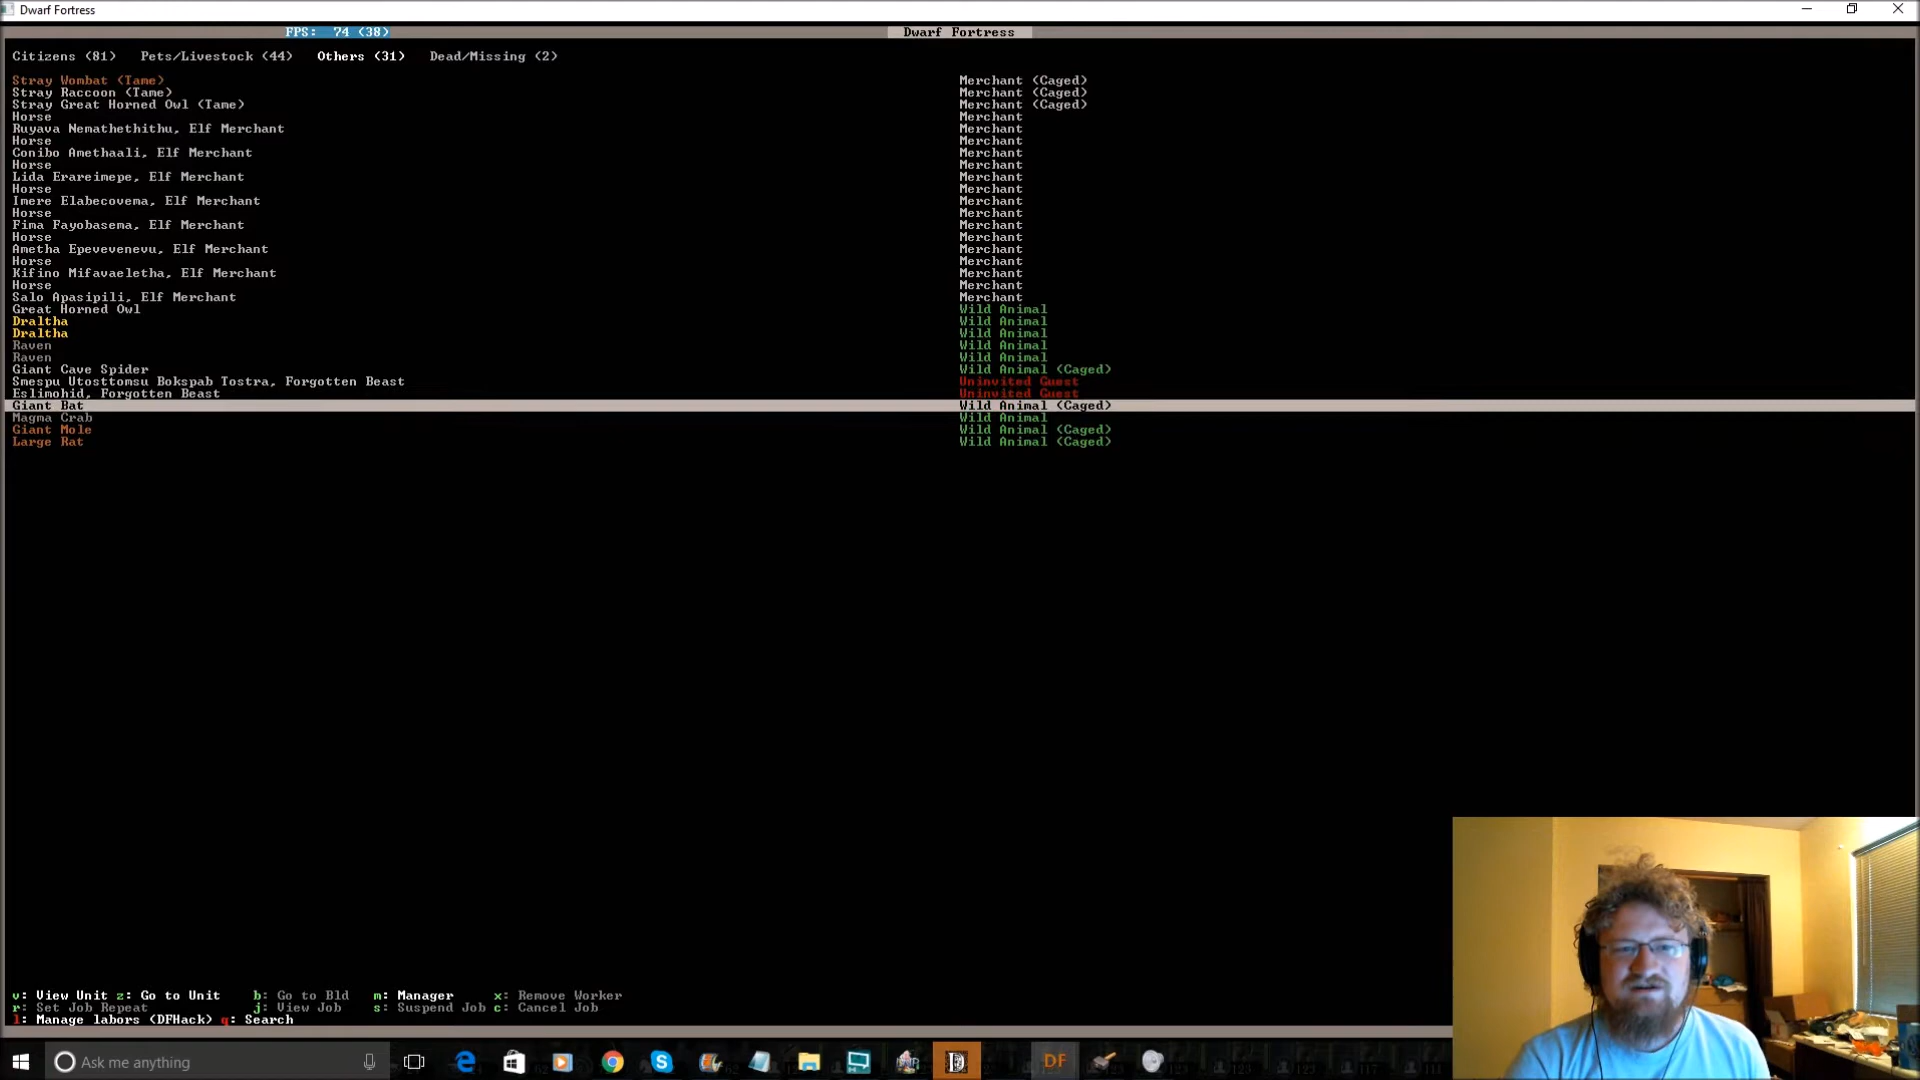 Dwarf Fortress
FPS: 74 (38) Dwarf Fortress
Citizens (81) Pets/Livestock (44) Others (31) Dead/Missing (2)
Stray Wombat (Tame) Merchant (Caged)
Stray Raccoon (Tame) Merchant (Caged)
Stray Great Horned Owl (Tame) Merchant (Caged)
Horse Merchant
Ruyava Nemathethithu, Elf Merchant Merchant
Horse Merchant
Conibo Amethaali, Elf Merchant Merchant
Horse Merchant
Lida Erareimepe, Elf Merchant Merchant
Horse Merchant
Imere Elabecovema, Elf Merchant Merchant
Horse Merchant
Fima Fayobasema, Elf Merchant Merchant
Horse Merchant
Ametha Epevevenevu, Elf Merchant Merchant
Horse Merchant
Kifino Mifavaeletha, Elf Merchant Merchant
Horse Merchant
Salo Apasipili, Elf Merchant Merchant
Great Horned Owl Wild Animal
Draltha Wild Animal
Draltha Wild Animal
Raven Wild Animal
Raven Wild Animal
Giant Cave Spider Wild Animal (Caged)
Smespu Utosttomsu Bokspab Tostra, Forgotten Beast Uninvited Guest
Eslimohid, Forgotten Beast Uninvited Guest
Giant Bat Wild Animal (Caged)
Magma Crab Wild Animal
Giant Mole Wild Animal (Caged)
Large Rat Wild Animal (Caged)
v: View Unit z: Go to Unit b: Go to Bld m: Manager x: Remove Worker
r: Set Job Repeat j: View Job s: Suspend Job c: Cancel Job
l: Manage labors (DFHack) q: Search
Ask me anything DF